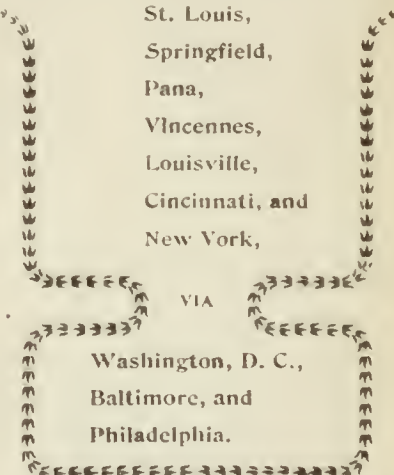 St. Louis,
Springfield,
Pana,
Vincennes,
Louisville,
Cincinnati, and
New York,
VIA
Washington, D. C.,
Baltimore, and
Philadelphia.